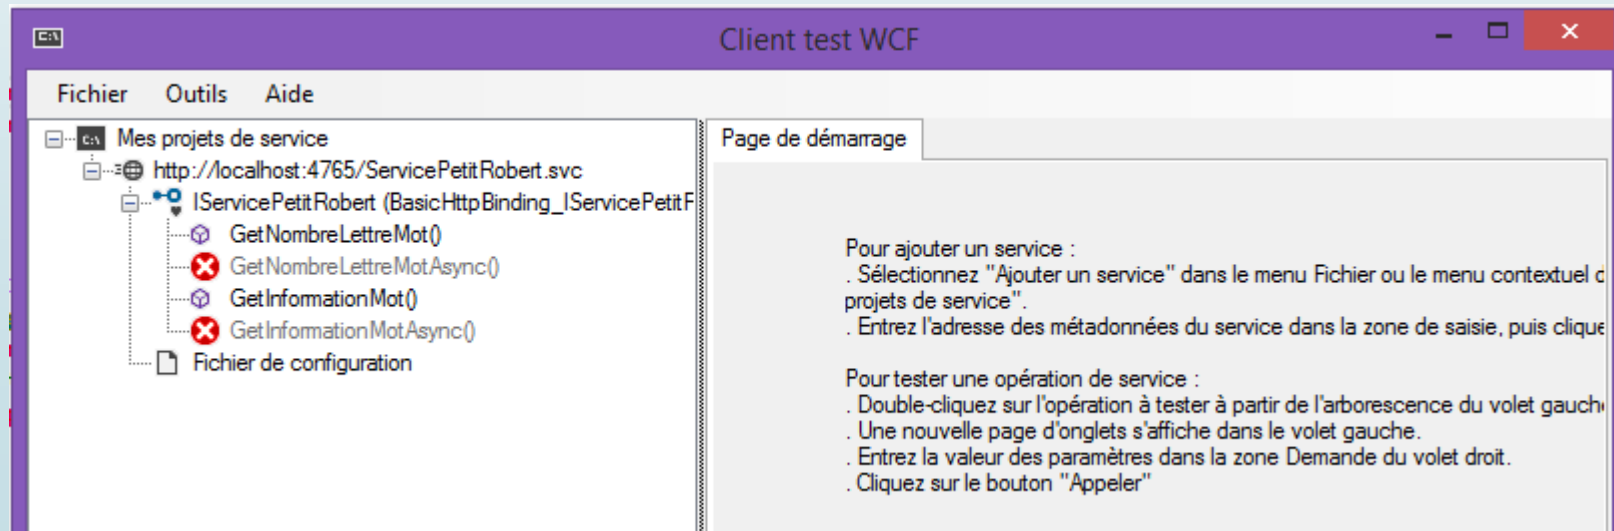 Client test WCF
Fichier Outils Aide
Mes projets de service
http://localhost:4765/ServicePetitRobert.svc
IServicePetitRobert (BasicHttpBinding_IServicePetitF
GetNombreLettreMot()
GetNombreLettreMotAsync()
GetInformationMot()
GetInformationMotAsync()
Fichier de configuration
Page de démarrage
Pour ajouter un service :
. Sélectionnez "Ajouter un service" dans le menu Fichier ou le menu contextuel d
projets de service".
. Entrez l'adresse des métadonnées du service dans la zone de saisie, puis clique
Pour tester une opération de service :
. Double-cliquez sur l'opération à tester à partir de l'arborescence du volet gauch
. Une nouvelle page d'onglets s'affiche dans le volet gauche.
. Entrez la valeur des paramètres dans la zone Demande du volet droit.
. Cliquez sur le bouton "Appeler"